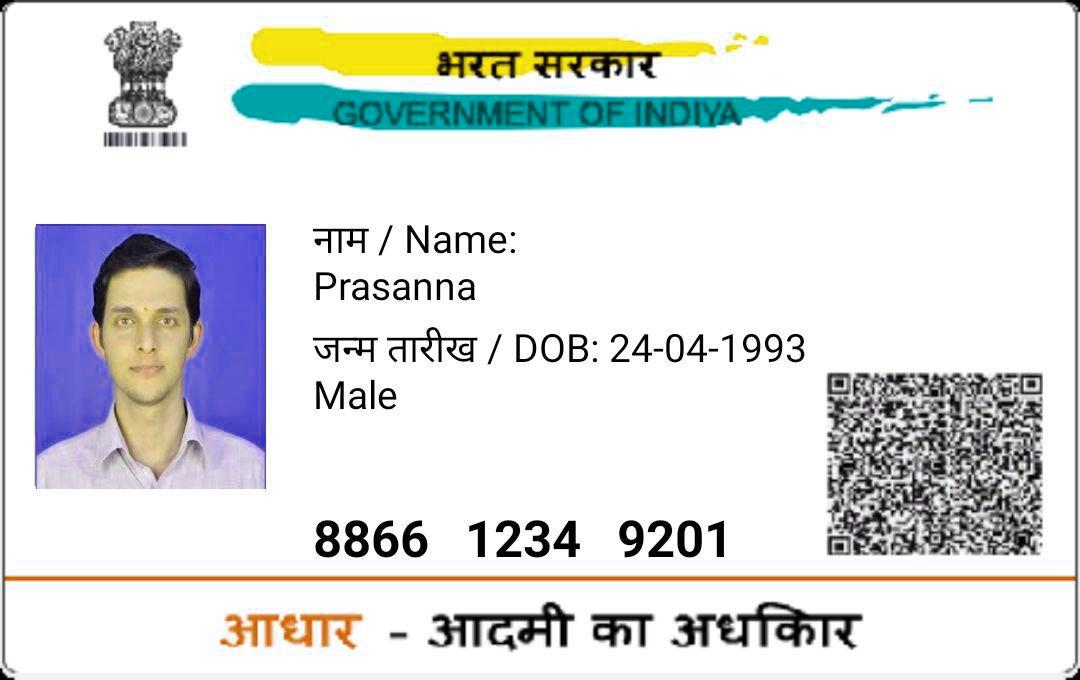 भरत सरकार
GOVERNMENT OF INDIYA
नाम / Name:
Prasanna
जन्म तारीख / DOB: 24-04-1993
Male
8866 1234 9201
आधार - आदमी का अधकिार